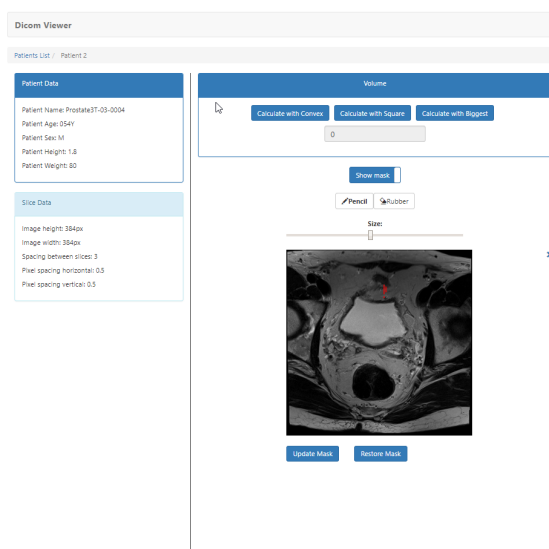 Dicom Viewer
Patients List / Patient 2
Patient Data
Patient Name: Prostate3T-03-0004
Patient Age: 054Y
Patient Sex: M
Patient Height: 1.8
Patient Weight: 80
Slice Data
Image height: 384px
Image width: 384px
Spacing between slices: 3
Pixel spacing horizontal: 0.5
Pixel spacing vertical: 0.5
Volume
Calculate with Convex Calculate with Square Calculate with Biggest
0
Show mask
Pencil Rubber
Size:
Update Mask Restore Mask